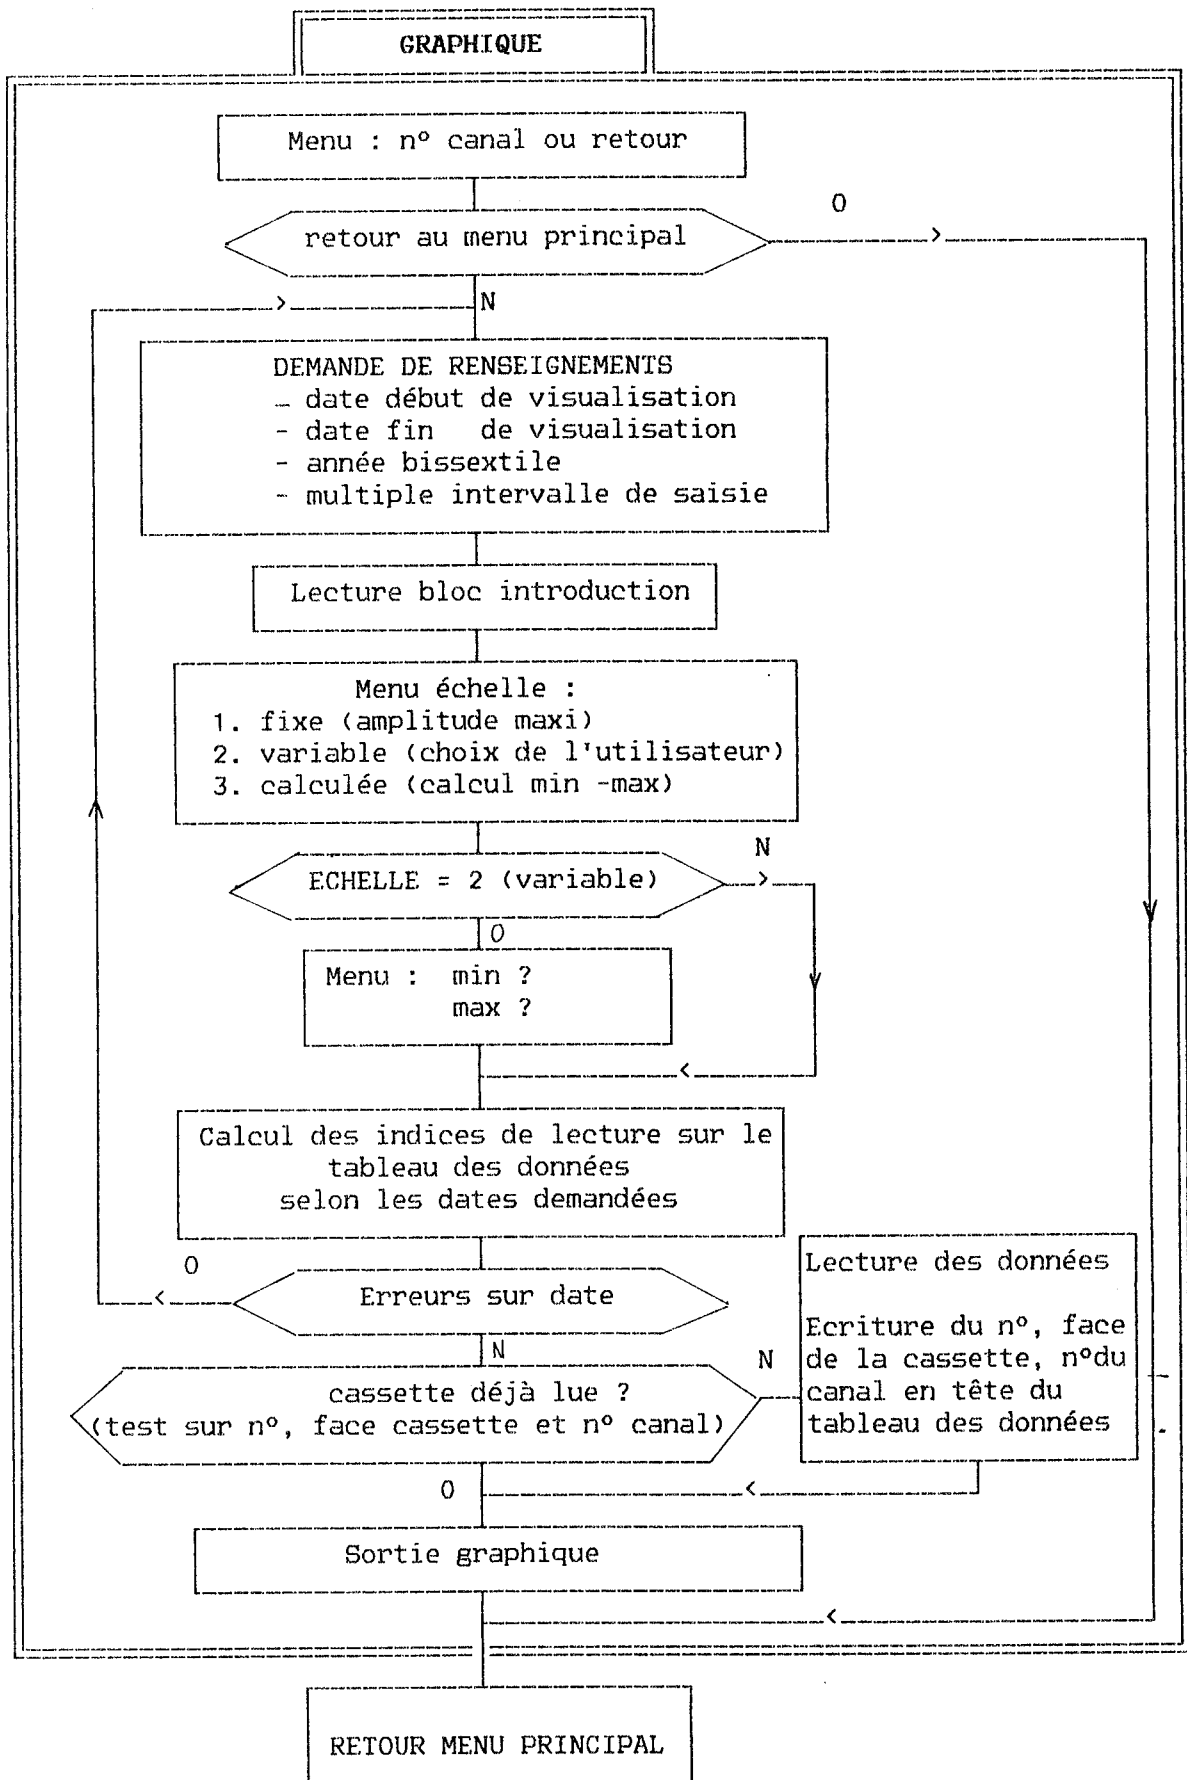 GRAPHIQUE
Menu : n° canal ou retour
O
retour au menu principal
N
DEMANDE DE RENSEIGNEMENTS
- date début de visualisation
- date fin de visualisation
- année bissextile
- multiple intervalle de saisie
Lecture bloc introduction
Menu échelle :
1. fixe (amplitude maxi)
2. variable (choix de l'utilisateur)
3. calculée (calcul min -max)
N
ECHELLE = 2 (variable)
O
Menu : min ?
max ?
Calcul des indices de lecture sur le
tableau des données
selon les dates demandées
O
Erreurs sur date
N
cassette déjà lue ?
(test sur n°, face cassette et n° canal)
N
Lecture des données
Ecriture du n°, face
de la cassette, n°du
canal en tête du
tableau des données
O
Sortie graphique
RETOUR MENU PRINCIPAL